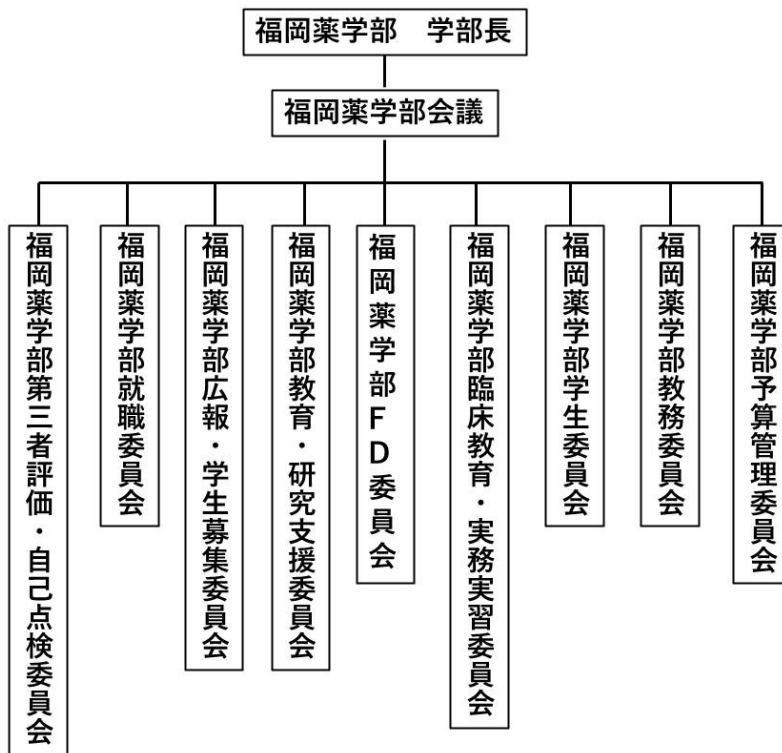 福岡薬学部　学部長
福岡薬学部会議
福岡薬学部第三者評価・自己点検委員会
福岡薬学部就職委員会
福岡薬学部広報・学生募集委員会
福岡薬学部教育・研究支援委員会
福岡薬学部FD委員会
福岡薬学部臨床教育・実務実習委員会
福岡薬学部学生委員会
福岡薬学部教務委員会
福岡薬学部予算管理委員会